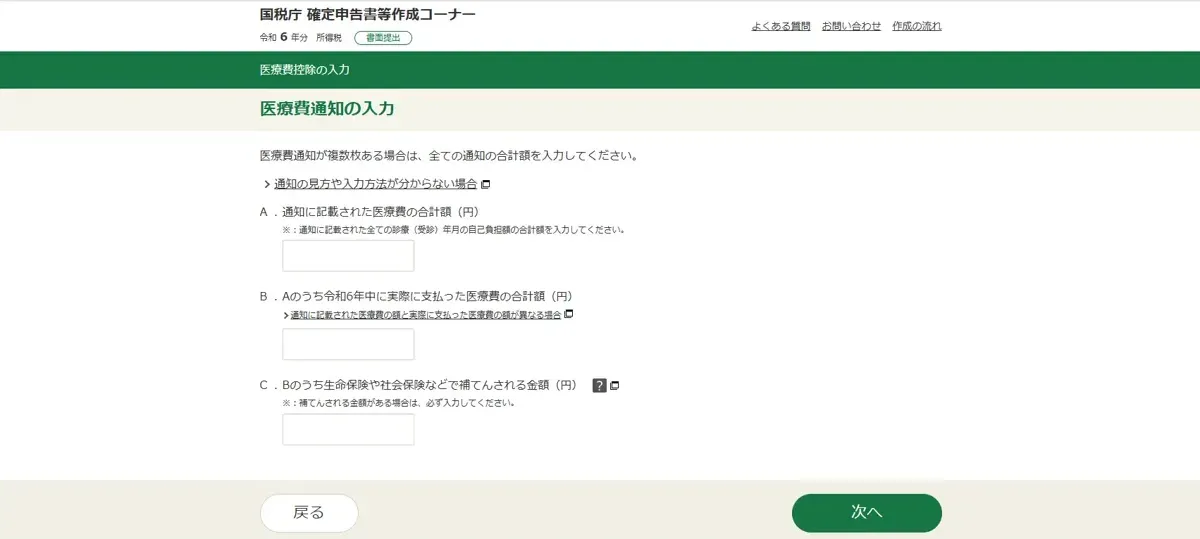 国税庁 確定申告書等作成コーナー
よくある質問 お問い合わせ 作成の流れ
令和 6 年分 所得税 書面提出
医療費控除の入力
医療費通知の入力
医療費通知が複数枚ある場合は、全ての通知の合計額を入力してください。
通知の見方や入力方法が分からない場合
A . 通知に記載された医療費の合計額(円)
※:通知に記載された全ての診療(受診)年月の自己負担額の合計額を入力してください。
B . Aのうち令和6年中に実際に支払った医療費の合計額(円)
通知に記載された医療費の額と実際に支払った医療費の額が異なる場合
C . Bのうち生命保険や社会保険などで補てんされる金額(円) ?
※:補てんされる金額がある場合は、必ず入力してください。
戻る 次へ